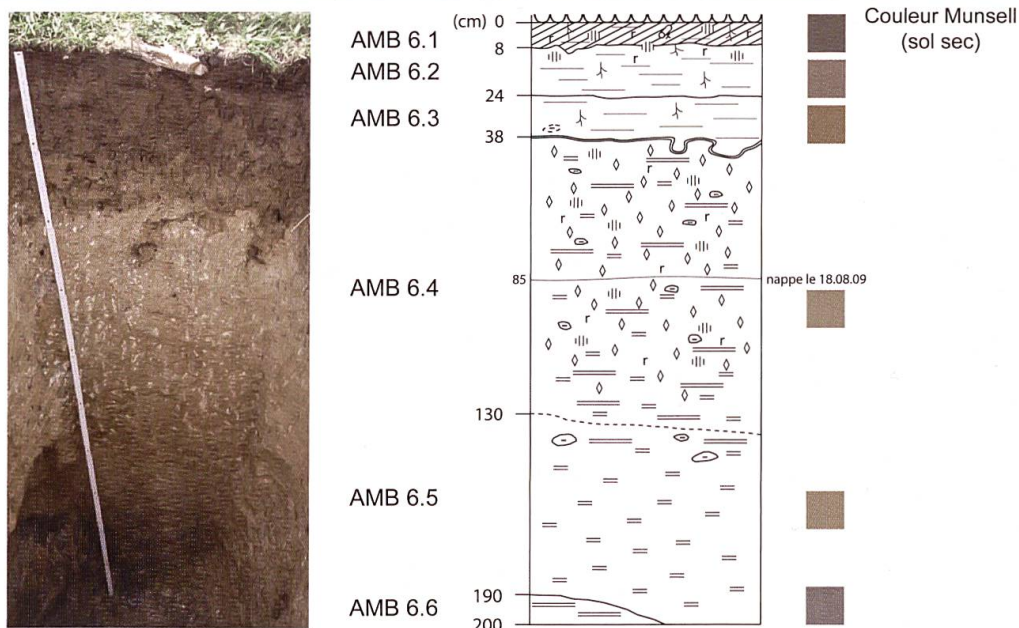 (cm)
0
Couleur Munsell
(sol sec)
AMB 6.1
r
r
r
r
8
AMB 6.2
r
r
24
AMB 6.3
38
r
r
r
r
85
nappe le 18.08.09
AMB 6.4
r
r
r
130
AMB 6.5
190
AMB 6.6
200